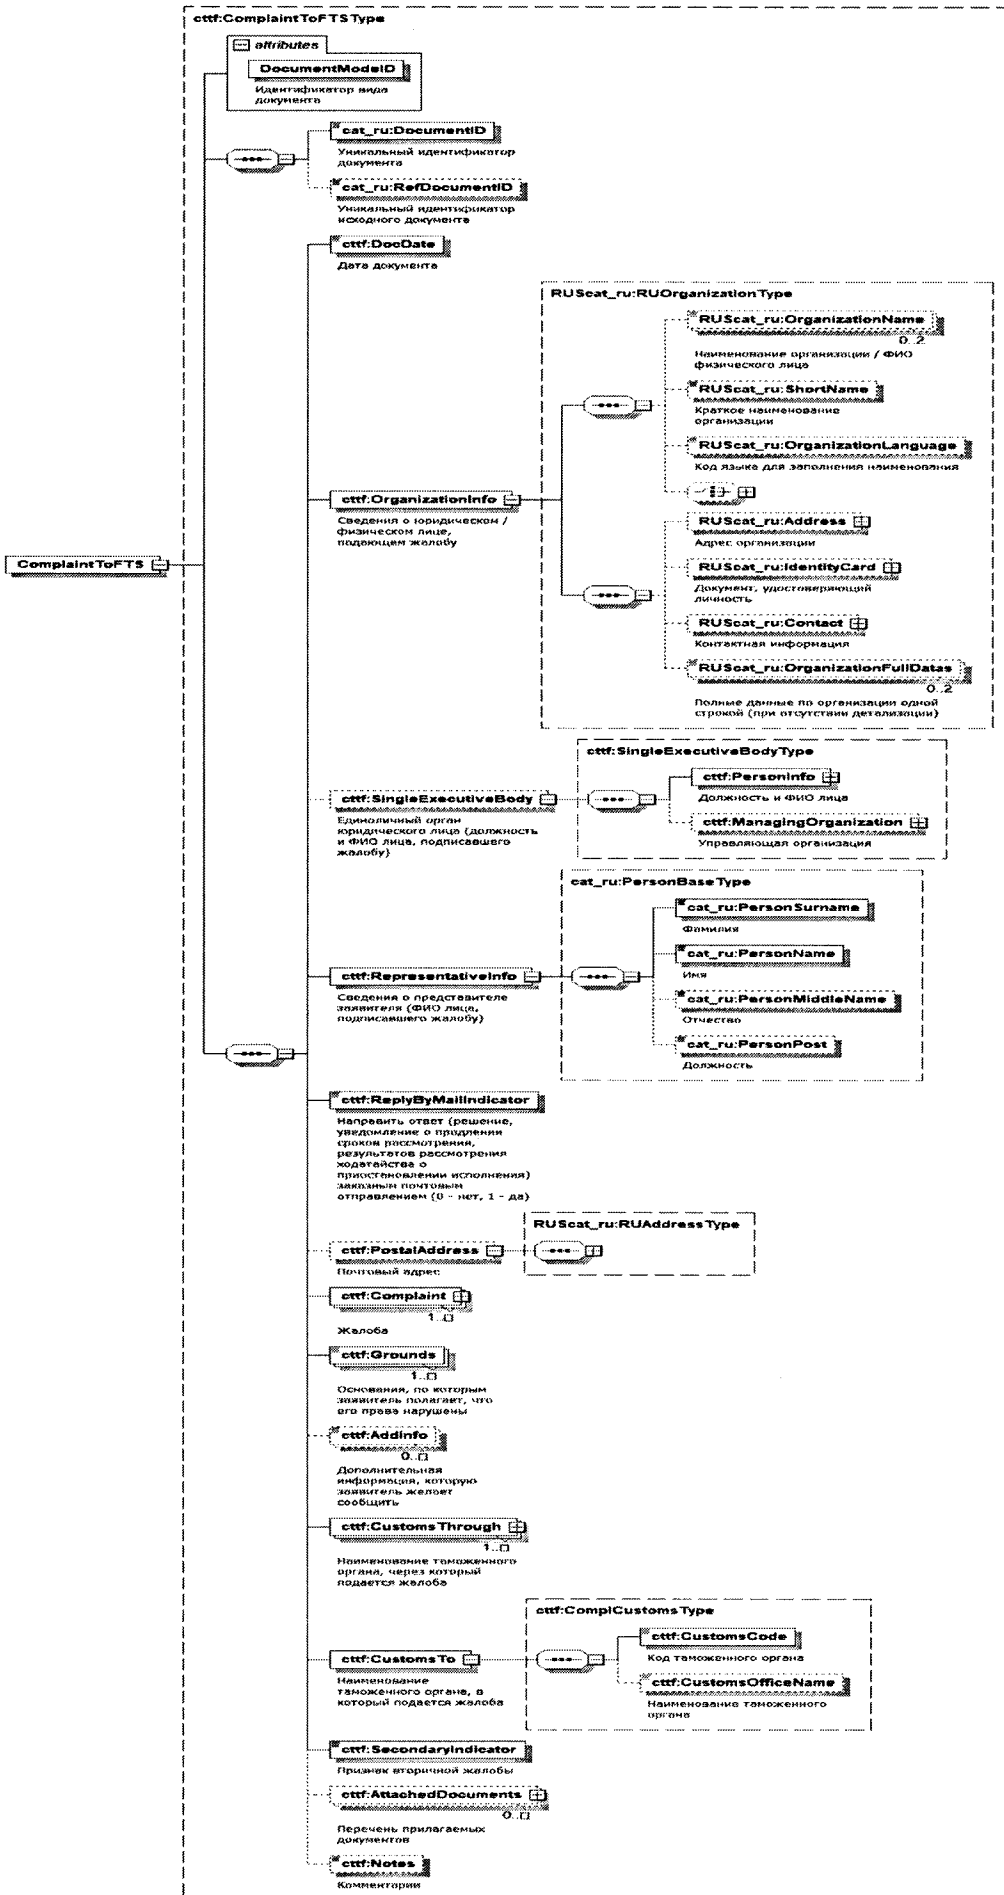 cttf:ComplaintToFTSType
attributes
DocumentModeID
Идентификатор вида
документа
cat_ru:DocumentID
Уникальный идентификатор
документа
cat_ru:RefDocumentID
Уникальный идентификатор
исходного документа
cttf:DocDate
Дата документа
RUScat_ru:RUOrganizationType
RUScat_ru:OrganizationName
0..2
Наименование организации / ФИО
физического лица
RUScat_ru:ShortName
Краткое наименование
организации
RUScat_ru:OrganizationLanguage
Код языка для заполнения наименования
cttf:OrganizationInfo
Сведения о юридическом /
физическом лице,
подающем жалобу
RUScat_ru:Address
Адрес организации
RUScat_ru:IdentityCard
Документ, удостоверяющий
личность
RUScat_ru:Contact
Контактная информация
RUScat_ru:OrganizationFullDatas
0..2
Полные данные по организации одной
строкой (при отсутствии детализации)
ComplaintToFTS
cttf:SingleExecutiveBodyType
cttf:PersonInfo
Должность и ФИО лица
cttf:SingleExecutiveBody
Единоличный орган
юридического лица (должность
и ФИО лица, подписавшего
жалобу)
cttf:ManagingOrganization
Управляющая организация
cat_ru:PersonBaseType
cat_ru:PersonSurname
Фамилия
cat_ru:PersonName
Имя
cttf:RepresentativeInfo
Сведения о представителе
заявителя (ФИО лица,
подписавшего жалобу)
cat_ru:PersonMiddleName
Отчество
cat_ru:PersonPost
Должность
cttf:ReplyByMailIndicator
Направить ответ (решение,
уведомление о продлении
сроков рассмотрения,
результатов рассмотрения
ходатайства о
приостановлении исполнения)
заказным почтовым
отправлением (0 - нет, 1 - да)
RUScat_ru:RUAddressType
cttf:PostalAddress
Почтовый адрес
cttf:Complaint
1..□
Жалоба
cttf:Grounds
1..□
Основания, по которым
заявитель полагает, что
его права нарушены
cttf:AddInfo
0..□
Дополнительная
информация, которую
заявитель желает
сообщить
cttf:CustomsThrough
1..□
Наименование таможенного
органа, через который
подается жалоба
cttf:ComplCustomsType
cttf:CustomsCode
Код таможенного органа
cttf:CustomsTo
Наименование
таможенного органа, в
который подается жалоба
cttf:CustomsOfficeName
Наименование таможенного
органа
cttf:SecondaryIndicator
Признак вторичной жалобы
cttf:AttachedDocuments
0..□
Перечень прилагаемых
документов
cttf:Notes
Комментарии